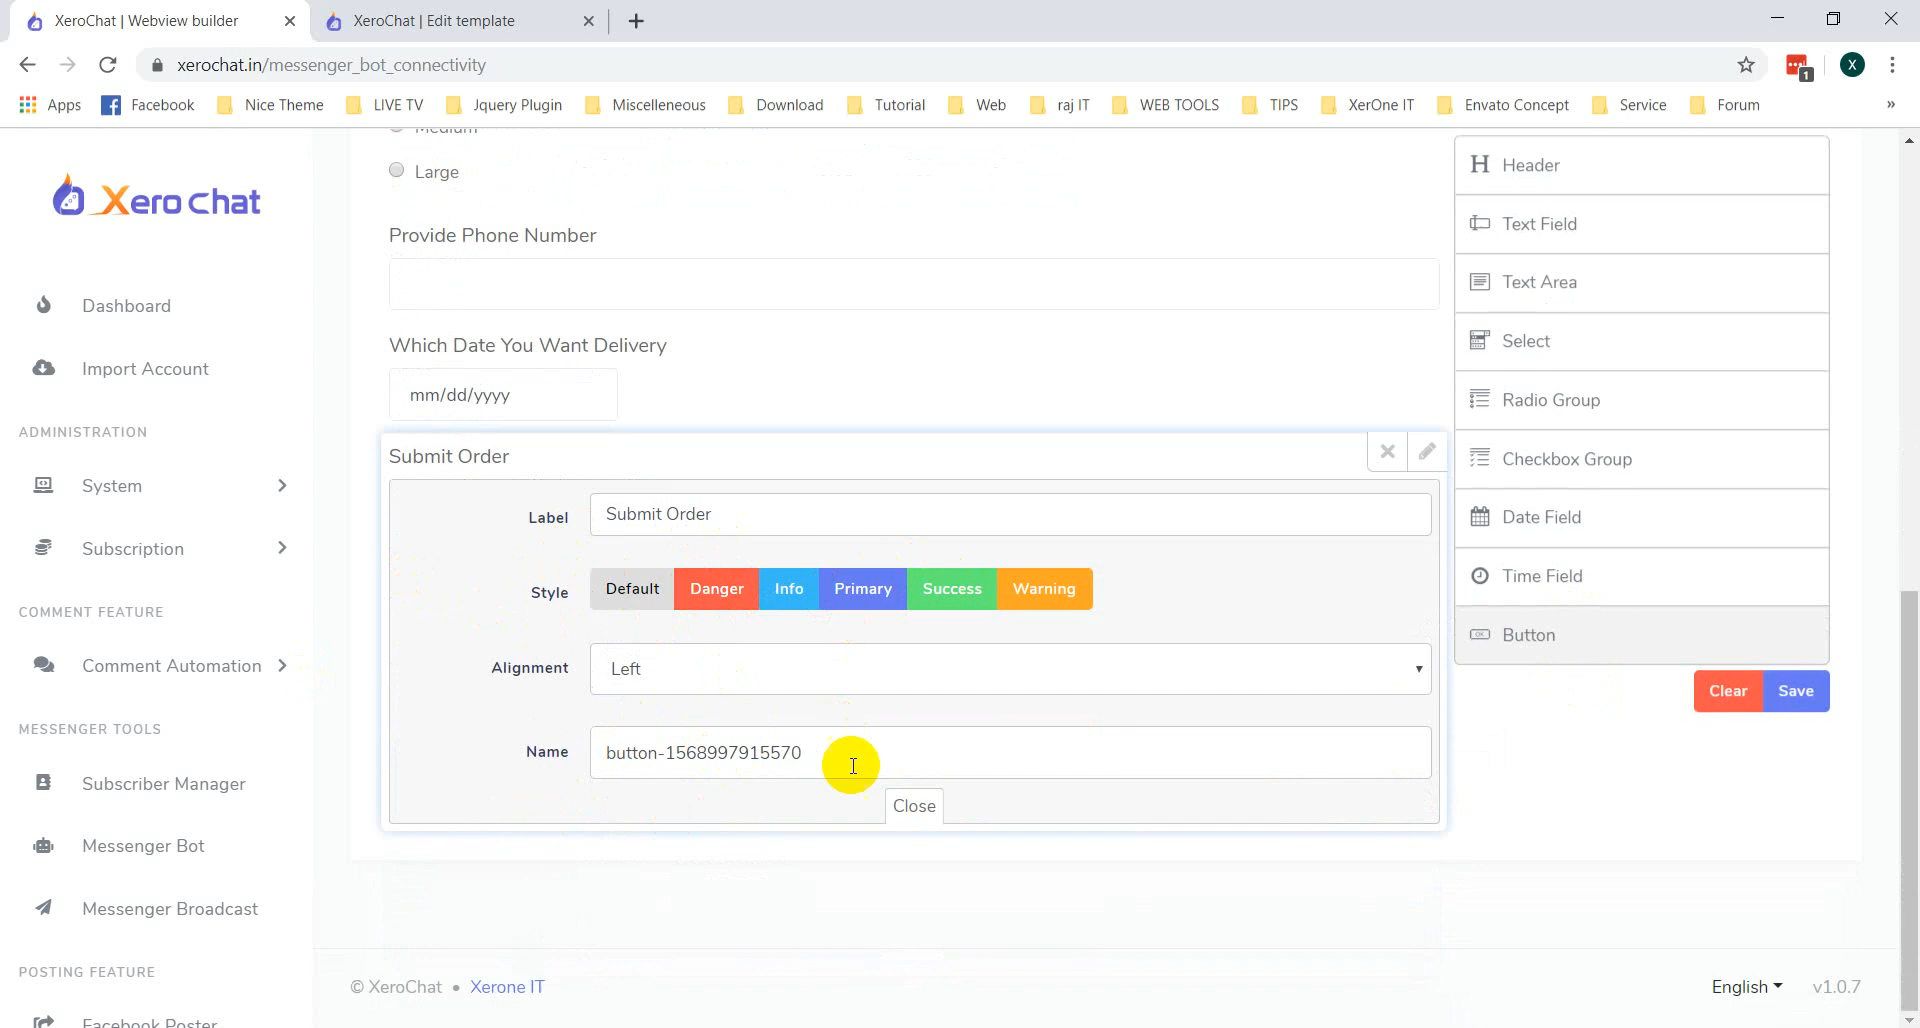 XeroChat | Webview builder
XeroChat | Edit template
xerochat.in/messenger_bot_connectivity
1
X
Apps
Facebook
Nice Theme
LIVE TV
Jquery Plugin
Miscelleneous
Download
Tutorial
Web
raj IT
WEB TOOLS
TIPS
XerOne IT
Envato Concept
Service
Forum
»
Xero chat
Dashboard
Import Account
ADMINISTRATION
System
Subscription
COMMENT FEATURE
Comment Automation
MESSENGER TOOLS
Subscriber Manager
Messenger Bot
Messenger Broadcast
POSTING FEATURE
Facebook Poster
Medium
Large
Provide Phone Number
Which Date You Want Delivery
mm/dd/yyyy
Submit Order
Label
Submit Order
Style
Default
Danger
Info
Primary
Success
Warning
Alignment
Left
Name
button-1568997915570
Close
H Header
Text Field
Text Area
Select
Radio Group
Checkbox Group
Date Field
Time Field
OK Button
Clear
Save
© XeroChat • Xerone IT
English
v1.0.7